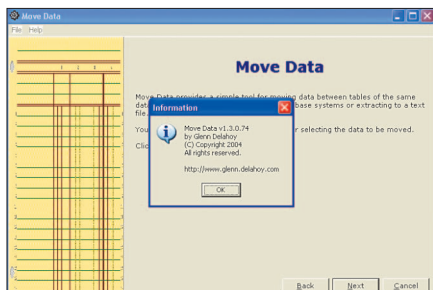 Move Data
File Help
Move Data
Move Data provides a simple tool for moving data between tables of the same
data base systems or extracting to a text
file.
You r selecting the data to be moved.
Clic
Information
Move Data v1.3.0.74
by Glenn Delahoy
(C) Copyright 2004
All rights reserved.
http://www.glenn.delahoy.com
OK
Back Next Cancel